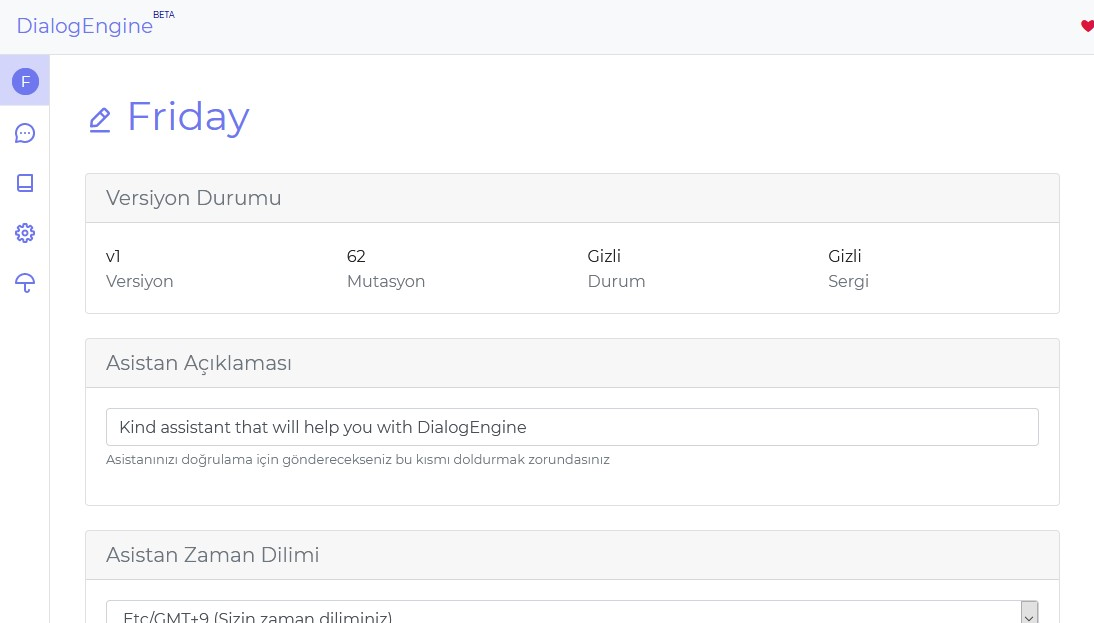 DialogEngine BETA
F
Friday
Versiyon Durumu
v1 62 Gizli Gizli
Versiyon Mutasyon Durum Sergi
Asistan Açıklaması
Kind assistant that will help you with DialogEngine
Asistanınızı doğrulama için gönderecekseniz bu kısmı doldurmak zorundasınız
Asistan Zaman Dilimi
Etc/GMT+9 (Sizin zaman diliminiz)